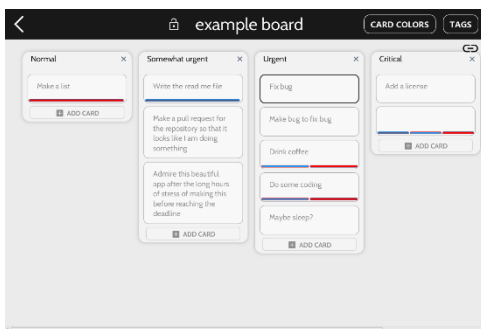 example board
CARD COLORS
TAGS
Normal ×
Make a list
ADD CARD
Somewhat urgent ×
Write the read me file
Make a pull request for
the repository so that it
looks like I am doing
something
Admire this beautiful
app after the long hours
of stress of making this
before reaching the
deadline
ADD CARD
Urgent ×
Fix bug
Make bug to fix bug
Drink coffee
Do some coding
Maybe sleep?
ADD CARD
Critical ×
Add a license
ADD CARD